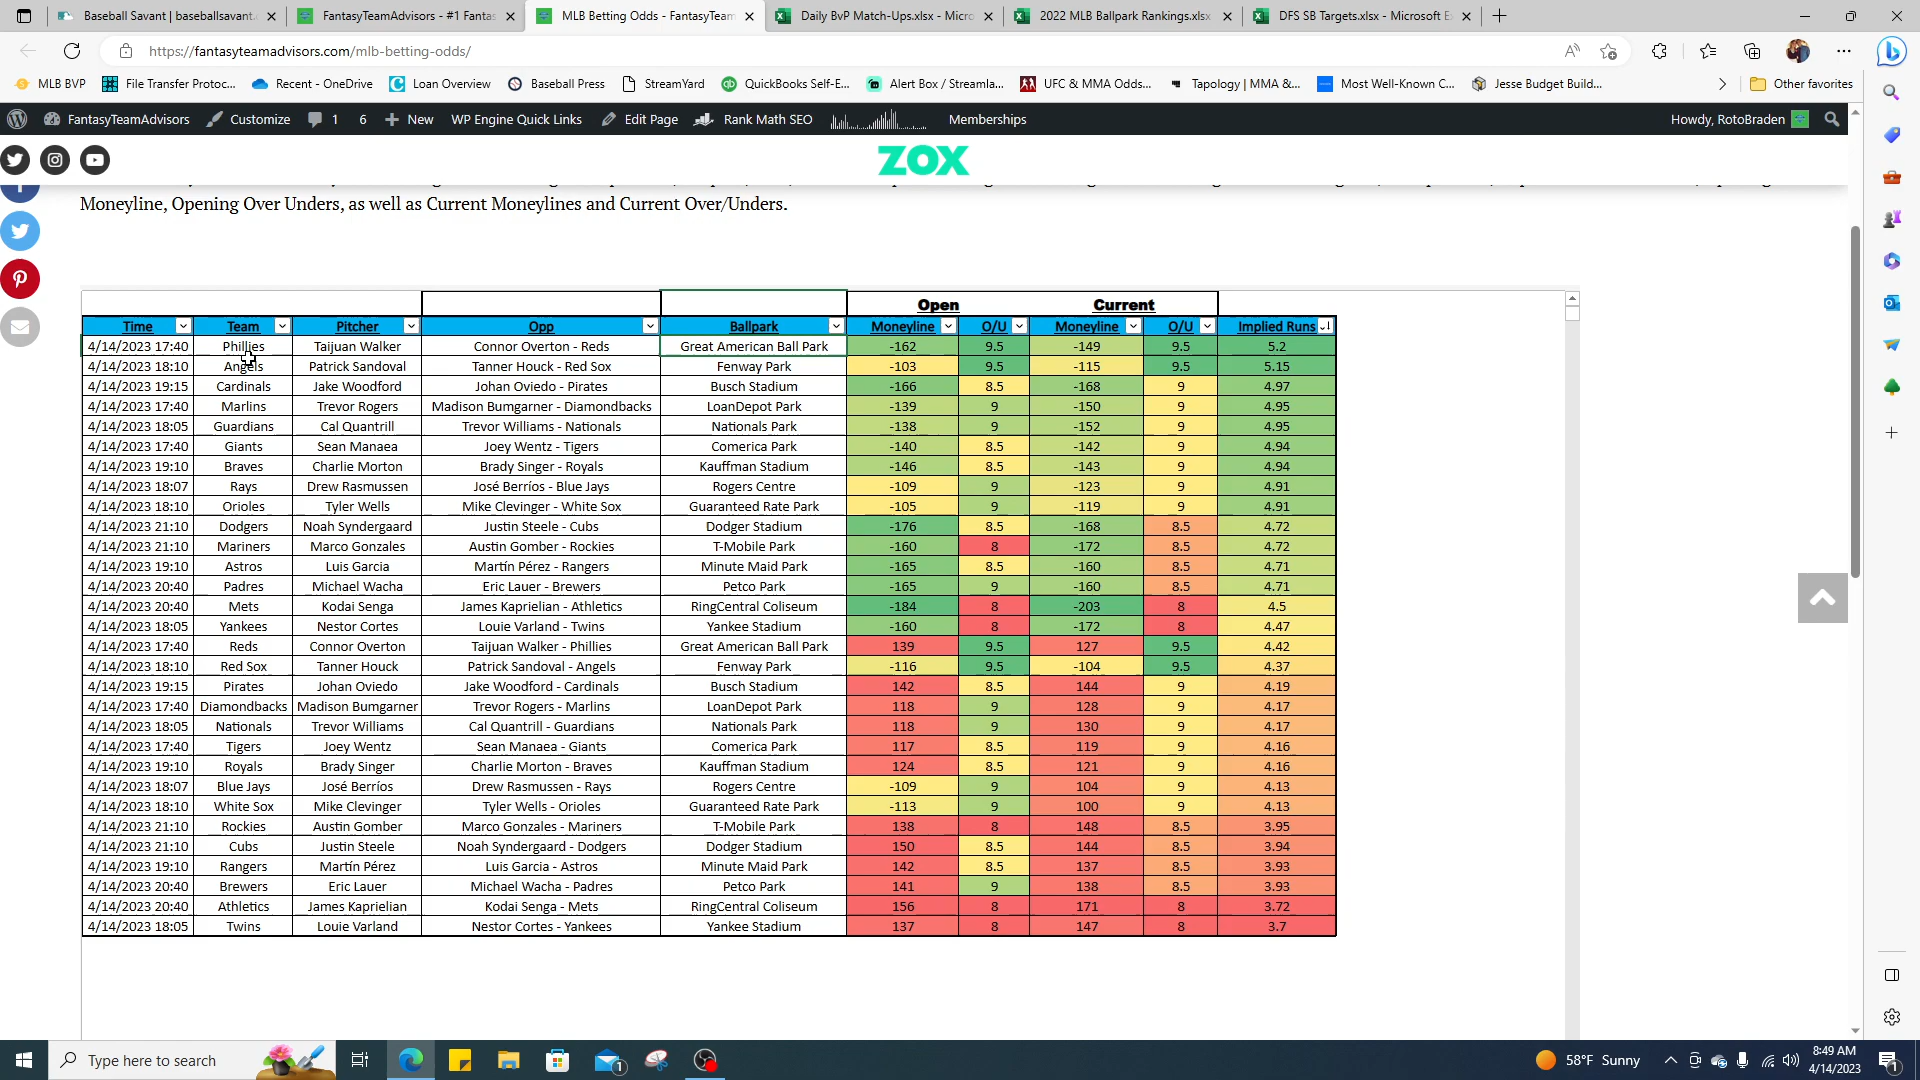 Baseball Savant | baseballsavant.c
FantasyTeamAdvisors - #1 Fantas
MLB Betting Odds - FantasyTeam
Daily BvP Match-Ups.xlsx - Micro
2022 MLB Ballpark Rankings.xlsx
DFS SB Targets.xlsx - Microsoft E
https://fantasyteamadvisors.com/mlb-betting-odds/
MLB BVP File Transfer Protoc... Recent - OneDrive Loan Overview Baseball Press StreamYard QuickBooks Self-E... Alert Box / Streamla... UFC & MMA Odds... Tapology | MMA &... Most Well-Known C... Jesse Budget Build... Other favorites
FantasyTeamAdvisors Customize 1 6 New WP Engine Quick Links Edit Page Rank Math SEO Memberships Howdy, RotoBraden
ZOX
Moneyline, Opening Over Unders, as well as Current Moneylines and Current Over/Unders.
Open Current
Time Team Pitcher Opp Ballpark Moneyline O/U Moneyline O/U Implied Runs
4/14/2023 17:40 Phillies Taijuan Walker Connor Overton - Reds Great American Ball Park -162 9.5 -149 9.5 5.2
4/14/2023 18:10 Angels Patrick Sandoval Tanner Houck - Red Sox Fenway Park -103 9.5 -115 9.5 5.15
4/14/2023 19:15 Cardinals Jake Woodford Johan Oviedo - Pirates Busch Stadium -166 8.5 -168 9 4.97
4/14/2023 17:40 Marlins Trevor Rogers Madison Bumgarner - Diamondbacks LoanDepot Park -139 9 -150 9 4.95
4/14/2023 18:05 Guardians Cal Quantrill Trevor Williams - Nationals Nationals Park -138 9 -152 9 4.95
4/14/2023 17:40 Giants Sean Manaea Joey Wentz - Tigers Comerica Park -140 8.5 -142 9 4.94
4/14/2023 19:10 Braves Charlie Morton Brady Singer - Royals Kauffman Stadium -146 8.5 -143 9 4.94
4/14/2023 18:07 Rays Drew Rasmussen José Berríos - Blue Jays Rogers Centre -109 9 -123 9 4.91
4/14/2023 18:10 Orioles Tyler Wells Mike Clevinger - White Sox Guaranteed Rate Park -105 9 -119 9 4.91
4/14/2023 21:10 Dodgers Noah Syndergaard Justin Steele - Cubs Dodger Stadium -176 8.5 -168 8.5 4.72
4/14/2023 21:10 Mariners Marco Gonzales Austin Gomber - Rockies T-Mobile Park -160 8 -172 8.5 4.72
4/14/2023 19:10 Astros Luis Garcia Martín Pérez - Rangers Minute Maid Park -165 8.5 -160 8.5 4.71
4/14/2023 20:40 Padres Michael Wacha Eric Lauer - Brewers Petco Park -165 9 -160 8.5 4.71
4/14/2023 20:40 Mets Kodai Senga James Kaprielian - Athletics RingCentral Coliseum -184 8 -203 8 4.5
4/14/2023 18:05 Yankees Nestor Cortes Louie Varland - Twins Yankee Stadium -160 8 -172 8 4.47
4/14/2023 17:40 Reds Connor Overton Taijuan Walker - Phillies Great American Ball Park 139 9.5 127 9.5 4.42
4/14/2023 18:10 Red Sox Tanner Houck Patrick Sandoval - Angels Fenway Park -116 9.5 -104 9.5 4.37
4/14/2023 19:15 Pirates Johan Oviedo Jake Woodford - Cardinals Busch Stadium 142 8.5 144 9 4.19
4/14/2023 17:40 Diamondbacks Madison Bumgarner Trevor Rogers - Marlins LoanDepot Park 118 9 128 9 4.17
4/14/2023 18:05 Nationals Trevor Williams Cal Quantrill - Guardians Nationals Park 118 9 130 9 4.17
4/14/2023 17:40 Tigers Joey Wentz Sean Manaea - Giants Comerica Park 117 8.5 119 9 4.16
4/14/2023 19:10 Royals Brady Singer Charlie Morton - Braves Kauffman Stadium 124 8.5 121 9 4.16
4/14/2023 18:07 Blue Jays José Berríos Drew Rasmussen - Rays Rogers Centre -109 9 104 9 4.13
4/14/2023 18:10 White Sox Mike Clevinger Tyler Wells - Orioles Guaranteed Rate Park -113 9 100 9 4.13
4/14/2023 21:10 Rockies Austin Gomber Marco Gonzales - Mariners T-Mobile Park 138 8 148 8.5 3.95
4/14/2023 21:10 Cubs Justin Steele Noah Syndergaard - Dodgers Dodger Stadium 150 8.5 144 8.5 3.94
4/14/2023 19:10 Rangers Martín Pérez Luis Garcia - Astros Minute Maid Park 142 8.5 137 8.5 3.93
4/14/2023 20:40 Brewers Eric Lauer Michael Wacha - Padres Petco Park 141 9 138 8.5 3.93
4/14/2023 20:40 Athletics James Kaprielian Kodai Senga - Mets RingCentral Coliseum 156 8 171 8 3.72
4/14/2023 18:05 Twins Louie Varland Nestor Cortes - Yankees Yankee Stadium 137 8 147 8 3.7
Type here to search
58°F Sunny
8:49 AM
4/14/2023